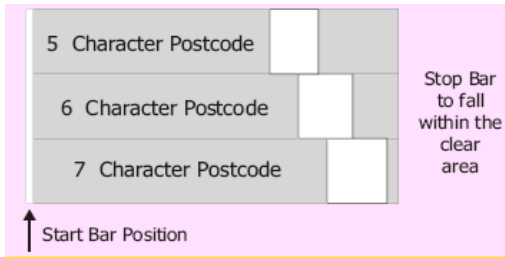 5 Character Postcode
6 Character Postcode
7 Character Postcode
Stop Bar
to fall
within the
clear
area
Start Bar Position